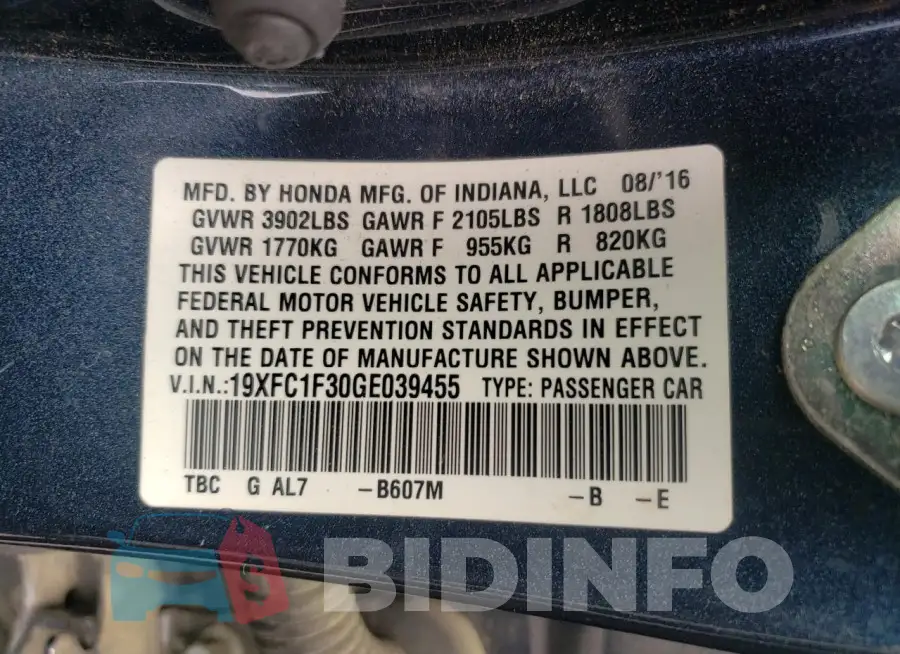 MFD. BY HONDA MFG. OF INDIANA, LLC 08/'16
GVWR 3902LBS GAWR F 2105LBS R 1808LBS
GVWR 1770KG GAWR F 955KG R 820KG
THIS VEHICLE CONFORMS TO ALL APPLICABLE
FEDERAL MOTOR VEHICLE SAFETY, BUMPER,
AND THEFT PREVENTION STANDARDS IN EFFECT
ON THE DATE OF MANUFACTURE SHOWN ABOVE.
V.I.N.:19XFC1F30GE039455 TYPE: PASSENGER CAR
TBC G AL7 -B607M -B -E
$ BIDINFO